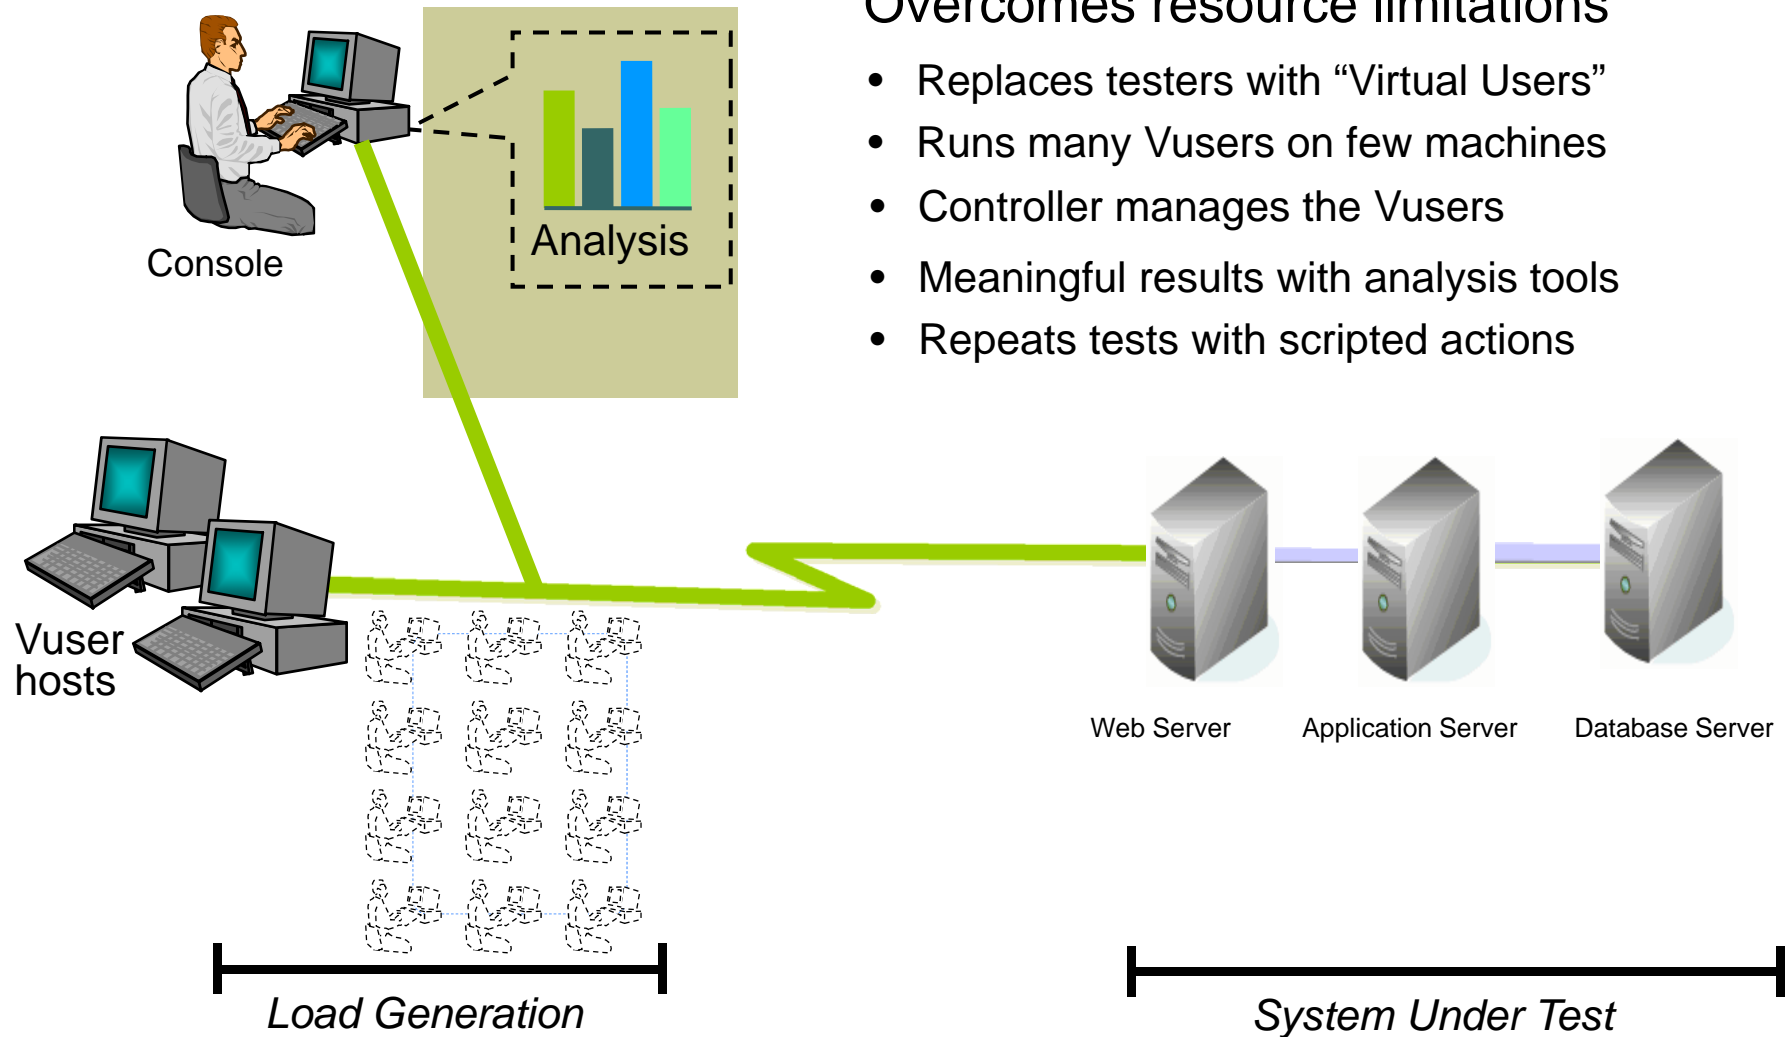 Overcomes resource limitations
• Replaces testers with “Virtual Users”
• Runs many Vusers on few machines
• Controller manages the Vusers
• Meaningful results with analysis tools
• Repeats tests with scripted actions
Analysis
Console
Vuser
hosts
Web Server
Application Server
Database Server
Load Generation
System Under Test